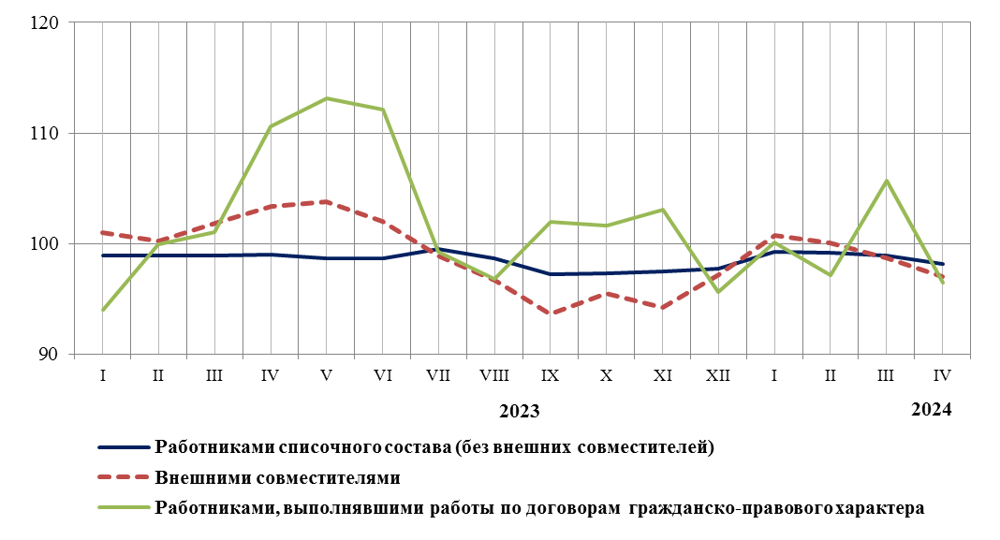 120
110
100
90
I II III IV V VI VII VIII IX X XI XII I II III IV
2023 2024
Работниками списочного состава (без внешних совместителей)
Внешними совместителями
Работниками, выполнявшими работы по договорам гражданско-правового характера